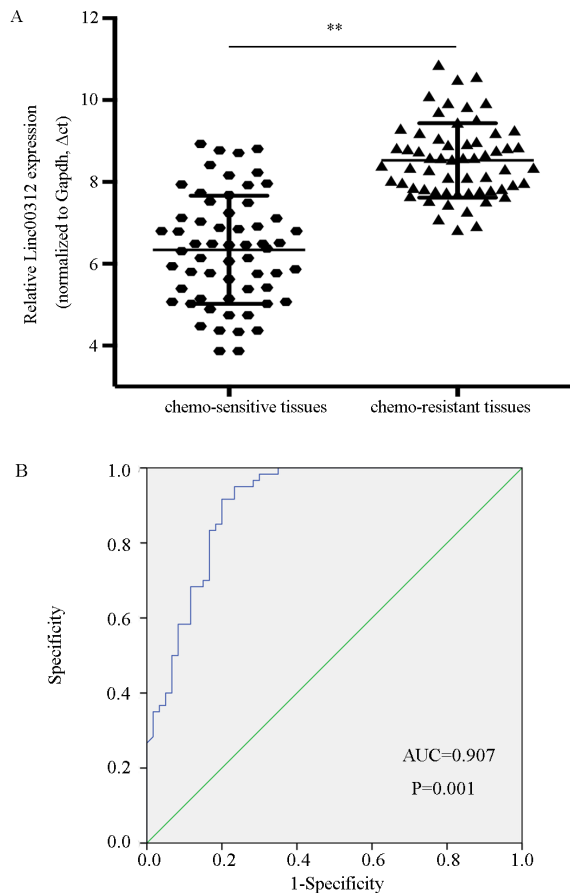 A
**
12
10
8
6
4
Relative Linc00312 expression
(normalized to Gapdh, Δct)
chemo-sensitive tissues
chemo-resistant tissues
B
1.0
0.8
0.6
0.4
0.2
0.0
Specificity
AUC=0.907
P=0.001
0.0 0.2 0.4 0.6 0.8 1.0
1-Specificity